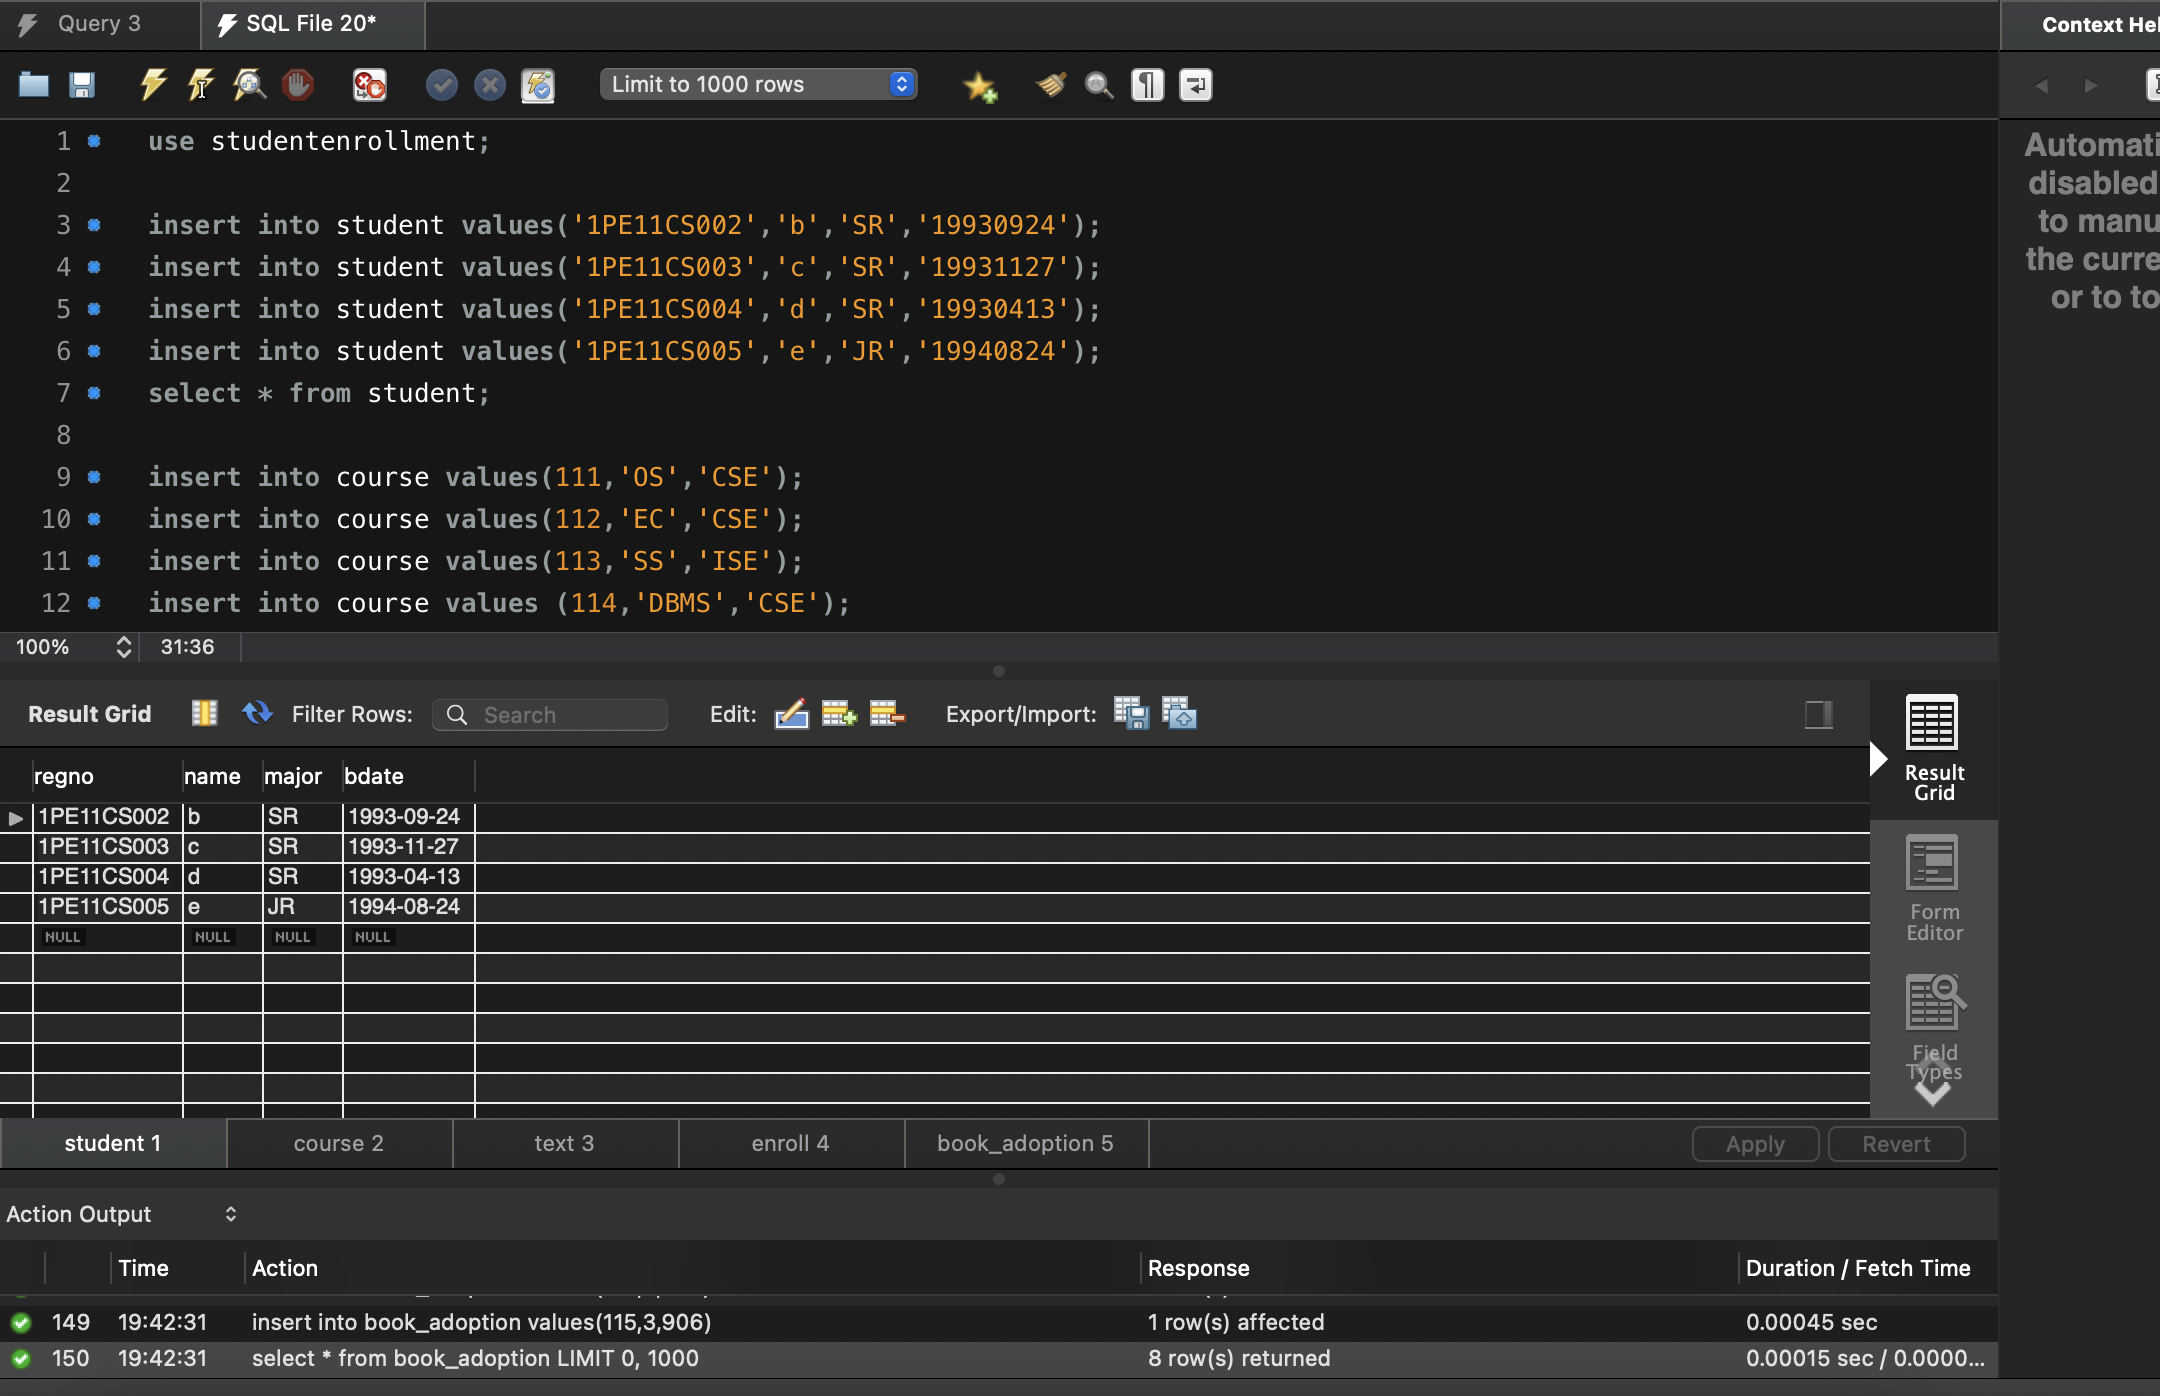 Query 3
SQL File 20*
Context Hel
Limit to 1000 rows
1 use studentenrollment;
2
3 insert into student values('1PE11CS002','b','SR','19930924');
4 insert into student values('1PE11CS003','c','SR','19931127');
5 insert into student values('1PE11CS004','d','SR','19930413');
6 insert into student values('1PE11CS005','e','JR','19940824');
7 select * from student;
8
9 insert into course values(111,'OS','CSE');
10 insert into course values(112,'EC','CSE');
11 insert into course values(113,'SS','ISE');
12 insert into course values (114,'DBMS','CSE');
Automati
disabled
to manu
the curre
or to to
100% 31:36
Result Grid Filter Rows: Search Edit: Export/Import:
regno name major bdate
1PE11CS002 b SR 1993-09-24
1PE11CS003 c SR 1993-11-27
1PE11CS004 d SR 1993-04-13
1PE11CS005 e JR 1994-08-24
NULL NULL NULL NULL
Result
Grid
Form
Editor
Field
Types
student 1 course 2 text 3 enroll 4 book_adoption 5 Apply Revert
Action Output
Time Action Response Duration / Fetch Time
149 19:42:31 insert into book_adoption values(115,3,906) 1 row(s) affected 0.00045 sec
150 19:42:31 select * from book_adoption LIMIT 0, 1000 8 row(s) returned 0.00015 sec / 0.0000...